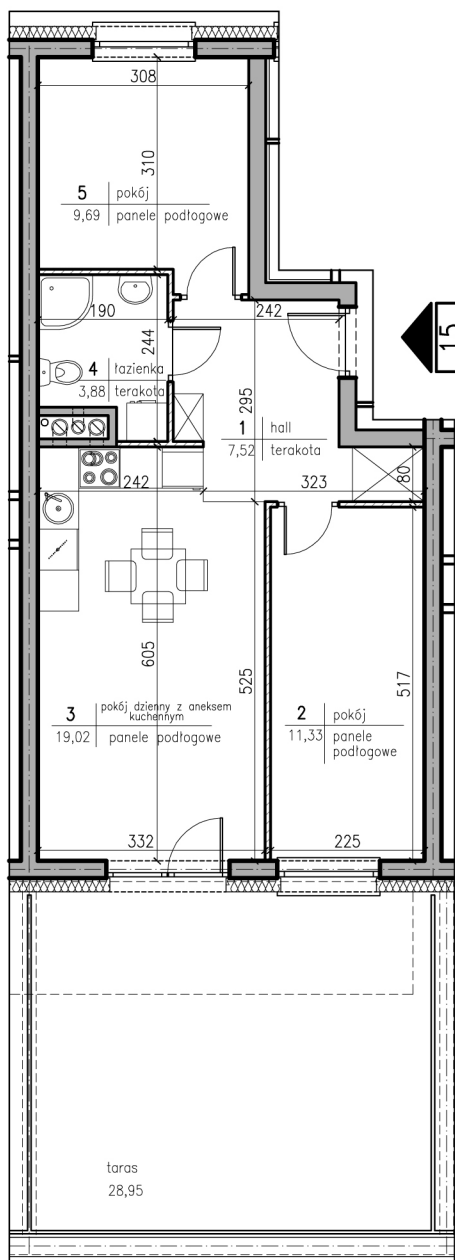 308
310
5 pokój
9,69 panele podłogowe
190
242
244
4 łazienka
3,88 terakota
15
295
1 hall
7,52 terakota
242
323
80
605
525
517
3 pokój dzienny z aneksem
kuchennym
19,02 panele podłogowe
2 pokój
11,33 panele
podłogowe
332
225
taras
28,95